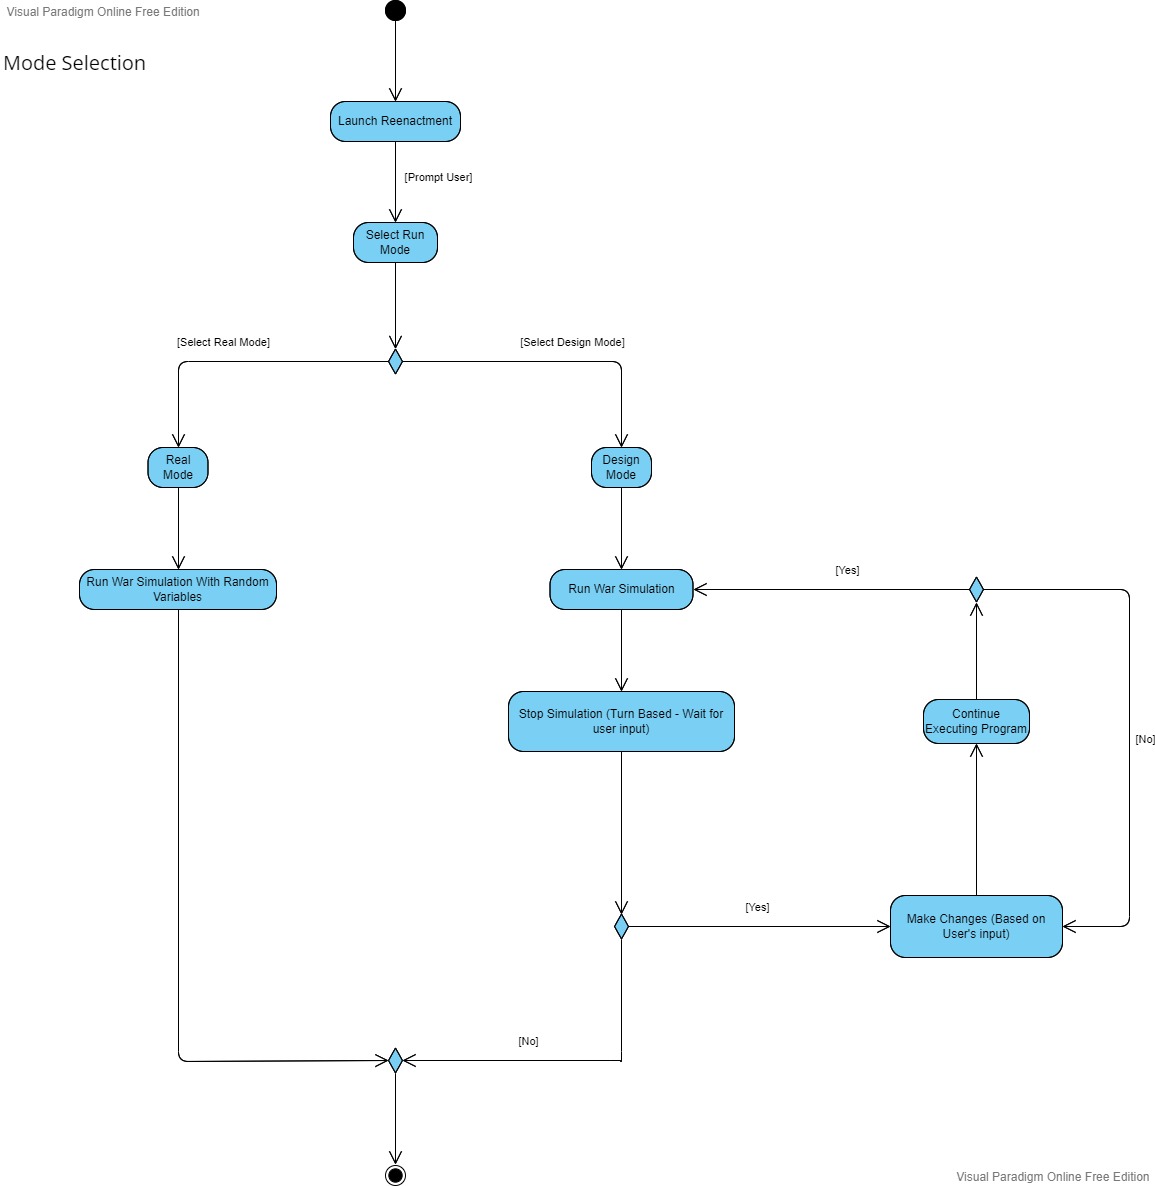 Visual Paradigm Online Free Edition
Mode Selection
Launch Reenactment
[Prompt User]
Select Run
Mode
[Select Real Mode]
[Select Design Mode]
Real
Mode
Design
Mode
Run War Simulation With Random
Variables
Run War Simulation
[Yes]
Stop Simulation (Turn Based - Wait for
user input)
Continue
Executing Program
[No]
[Yes]
Make Changes (Based on
User's input)
[No]
Visual Paradigm Online Free Edition